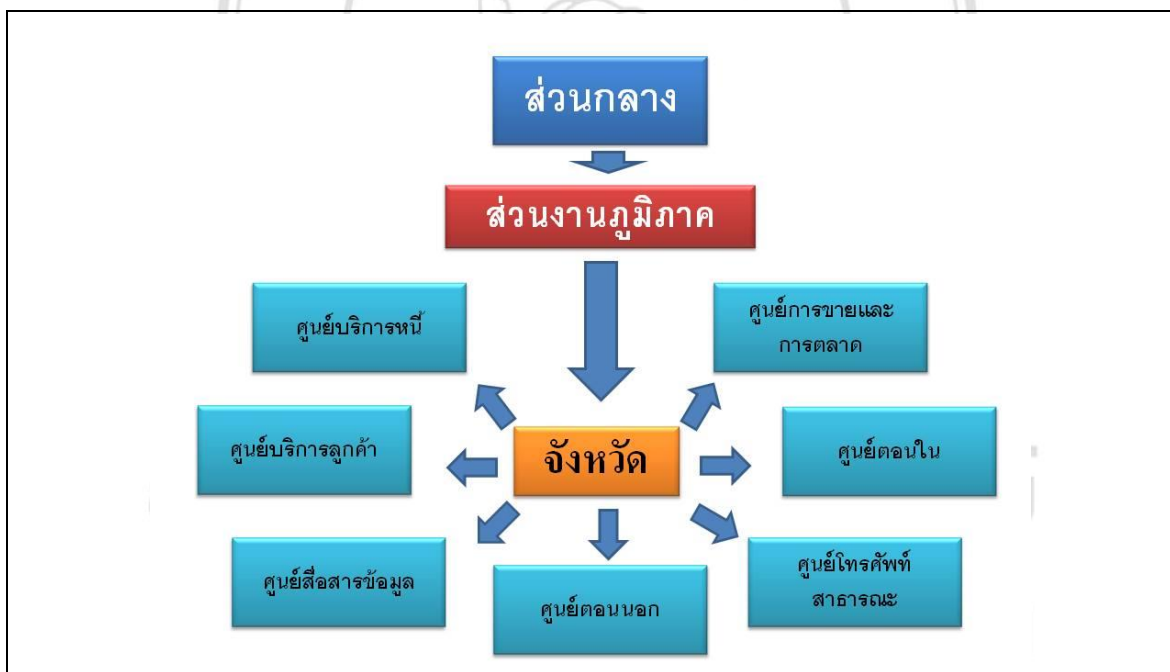 ส่วนกลาง
ส่วนงานภูมิภาค
ศูนย์บริการหนี้
ศูนย์การขายและ
การตลาด
ศูนย์บริการลูกค้า
จังหวัด
ศูนย์ตอนใน
ศูนย์สื่อสารข้อมูล
ศูนย์ตอนนอก
ศูนย์โทรศัพท์
สาธารณะ